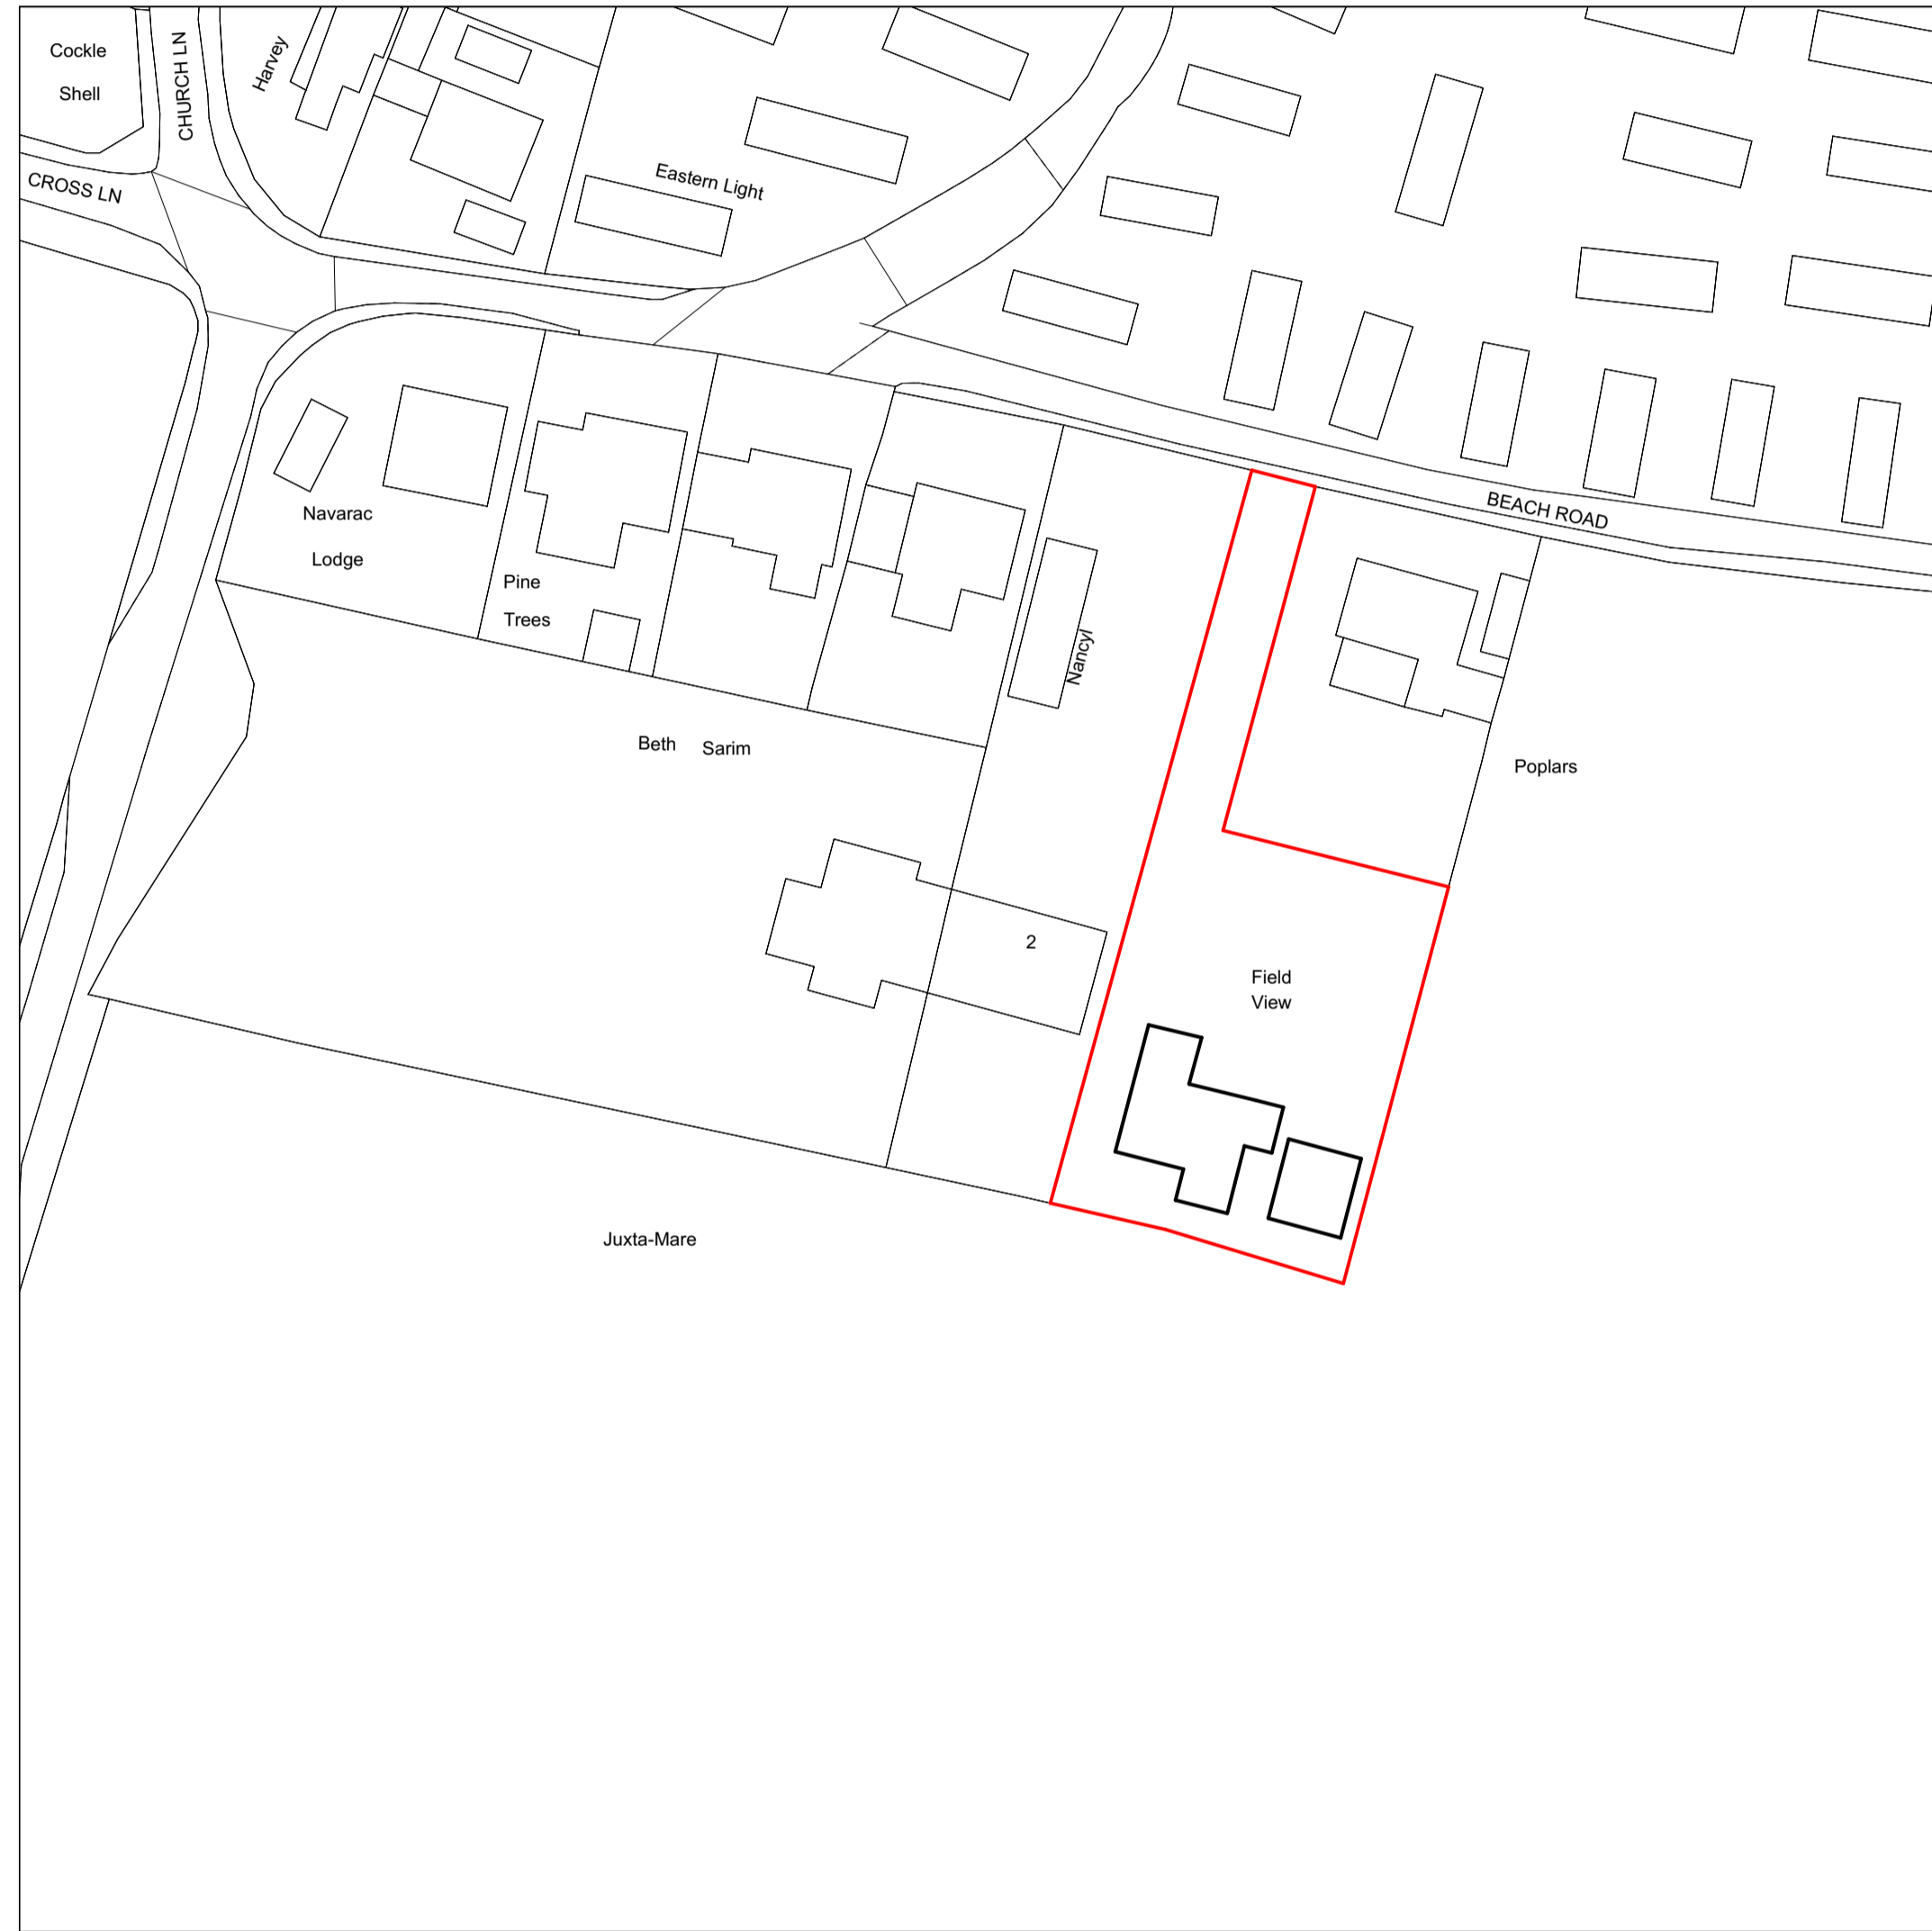 Cockle
Shell
CHURCH LN
Harvey
CROSS LN
Eastern Light
BEACH ROAD
Navarac
Lodge
Pine
Trees
Nancyl
Beth Sarim
Poplars
2
Field
View
Juxta-Mare